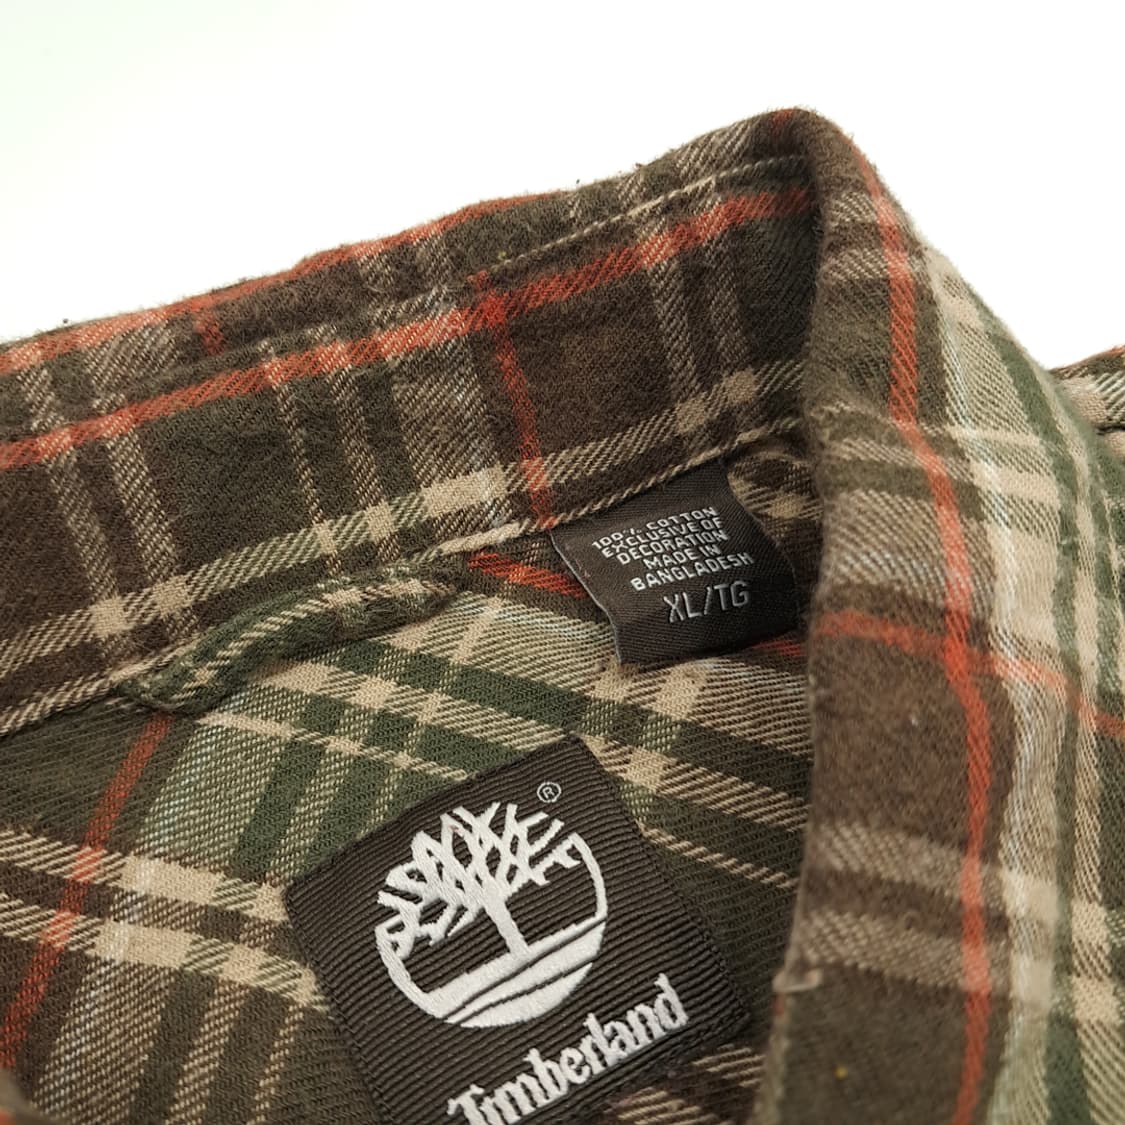 100% COTTON
EXCLUSIVE OF
DECORATION
MADE IN
BANGLADESH
XL/TG
®
Timberland